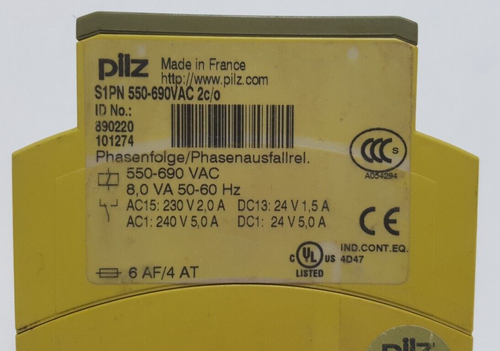 pilz Made in France
http://www.pilz.com
S1PN 550-690VAC 2c/o
ID No.:
890220
101274
Phasenfolge/Phasenausfallrel.
550-690 VAC
8,0 VA 50-60 Hz
AC15: 230 V 2,0 A DC13: 24 V 1,5 A
AC1: 240 V 5,0 A DC1: 24 V 5,0 A
6 AF/4 AT
CCC S
A054294
CE
C UL US
LISTED
IND.CONT.EQ.
4D47
pilz